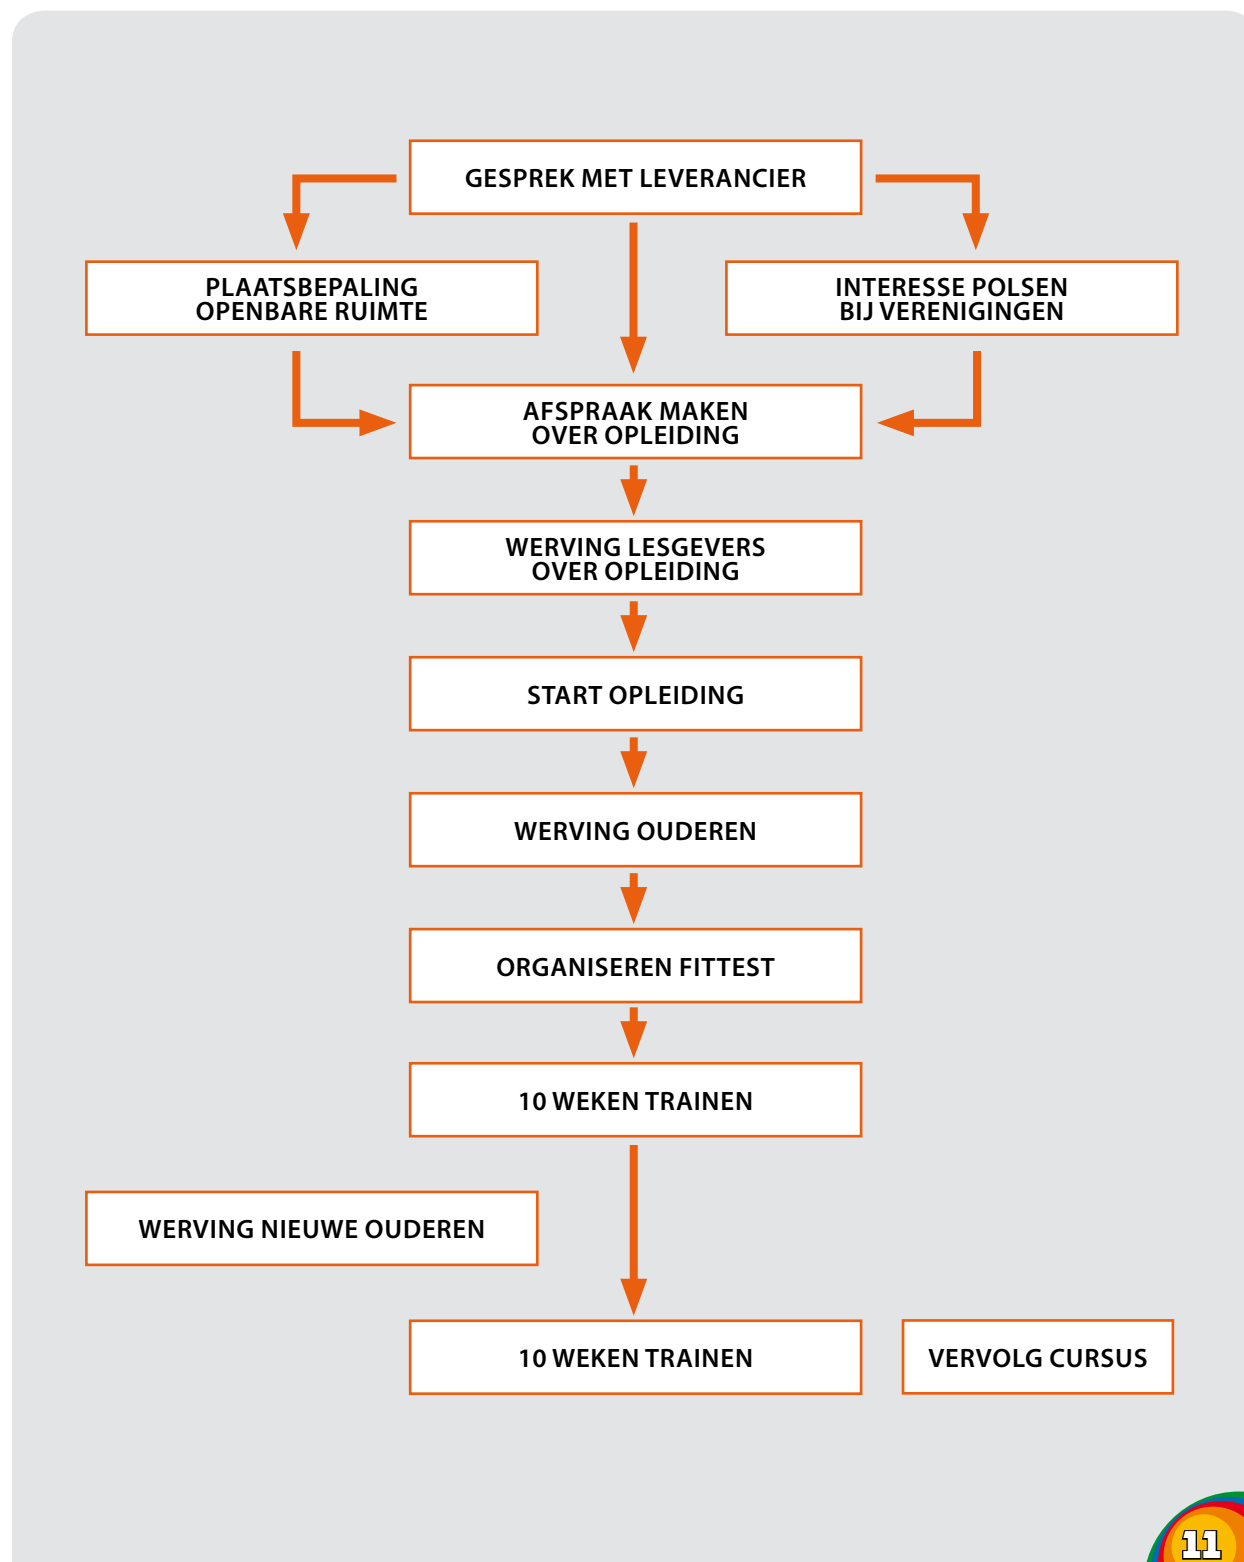 GESPREK MET LEVERANCIER
PLAATSBEPALING
OPENBARE RUIMTE
INTERESSE POLSEN
BIJ VERENIGINGEN
AFSPRAAK MAKEN
OVER OPLEIDING
WERVING LESGEVERS
OVER OPLEIDING
START OPLEIDING
WERVING OUDEREN
ORGANISEREN FITTEST
10 WEKEN TRAINEN
WERVING NIEUWE OUDEREN
10 WEKEN TRAINEN
VERVOLG CURSUS
11